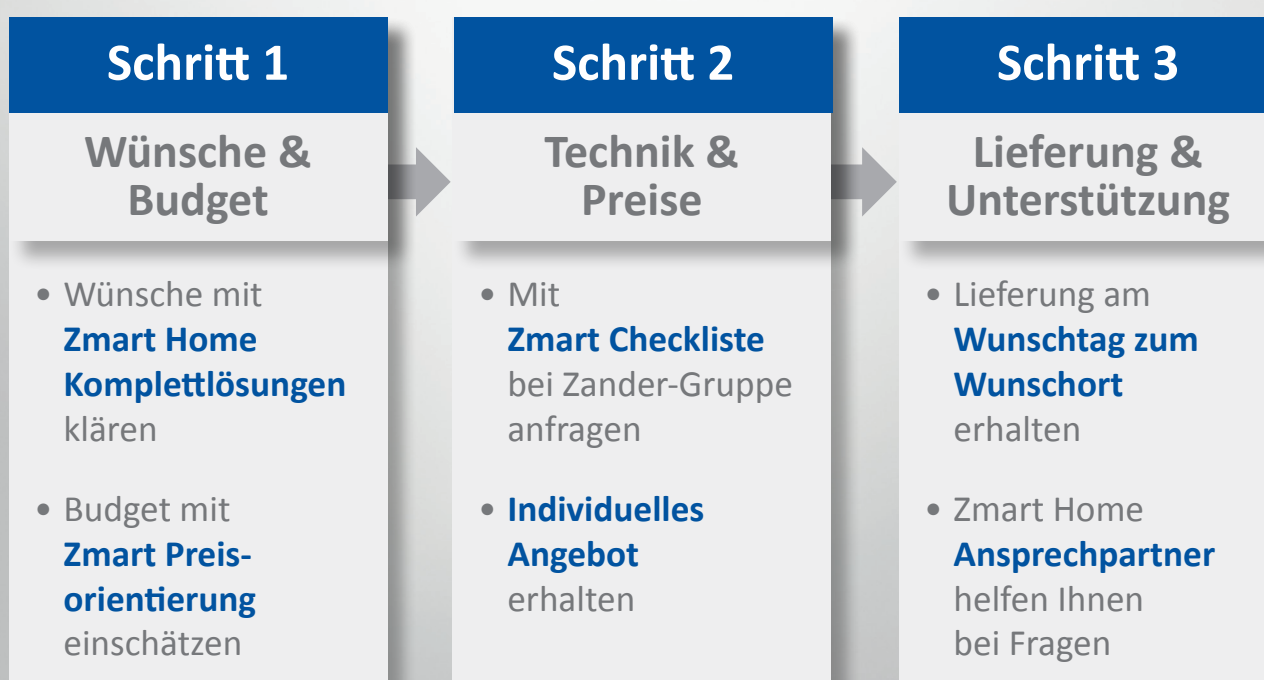 Schritt 1
Wünsche &
Budget
• Wünsche mit
Zmart Home
Komplettlösungen
klären
• Budget mit
Zmart Preis-
orientierung
einschätzen
Schritt 2
Technik &
Preise
• Mit
Zmart Checkliste
bei Zander-Gruppe
anfragen
• Individuelles
Angebot
erhalten
Schritt 3
Lieferung &
Unterstützung
• Lieferung am
Wunschtag zum
Wunschort
erhalten
• Zmart Home
Ansprechpartner
helfen Ihnen
bei Fragen